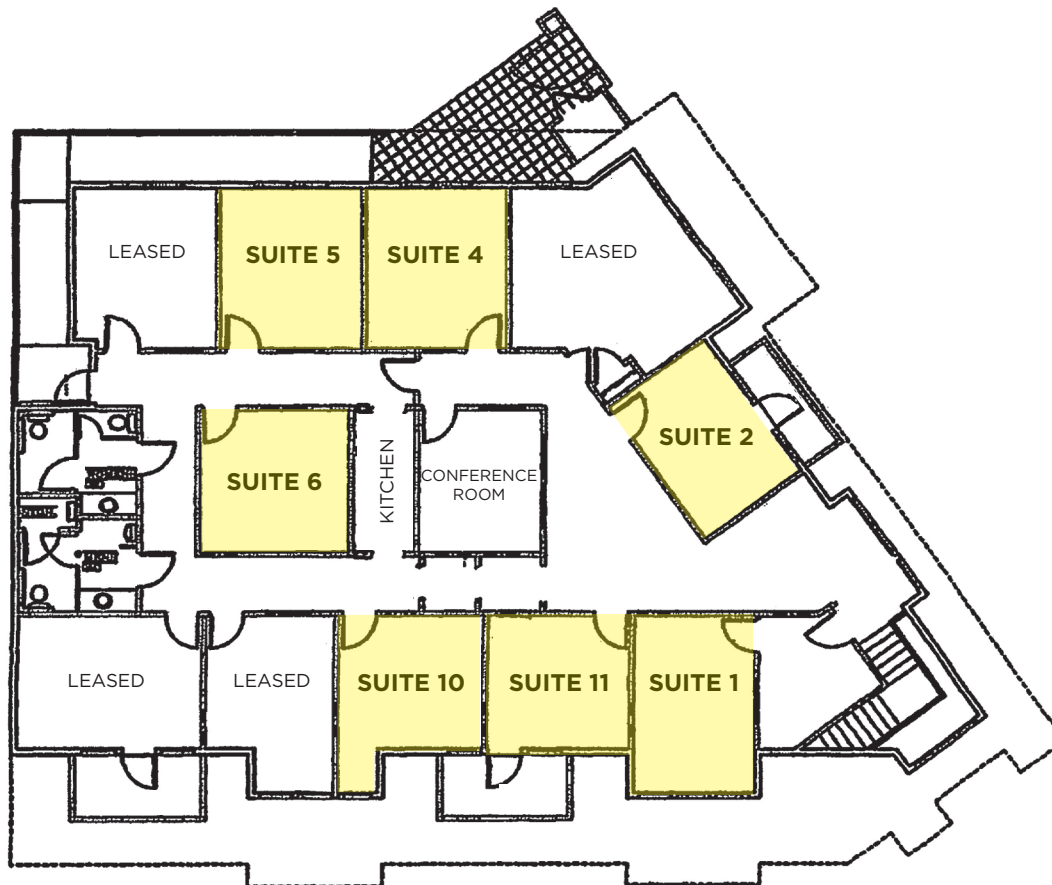 LEASED
SUITE 5
SUITE 4
LEASED
SUITE 2
SUITE 6
KITCHEN
CONFERENCE
ROOM
LEASED
LEASED
SUITE 10
SUITE 11
SUITE 1